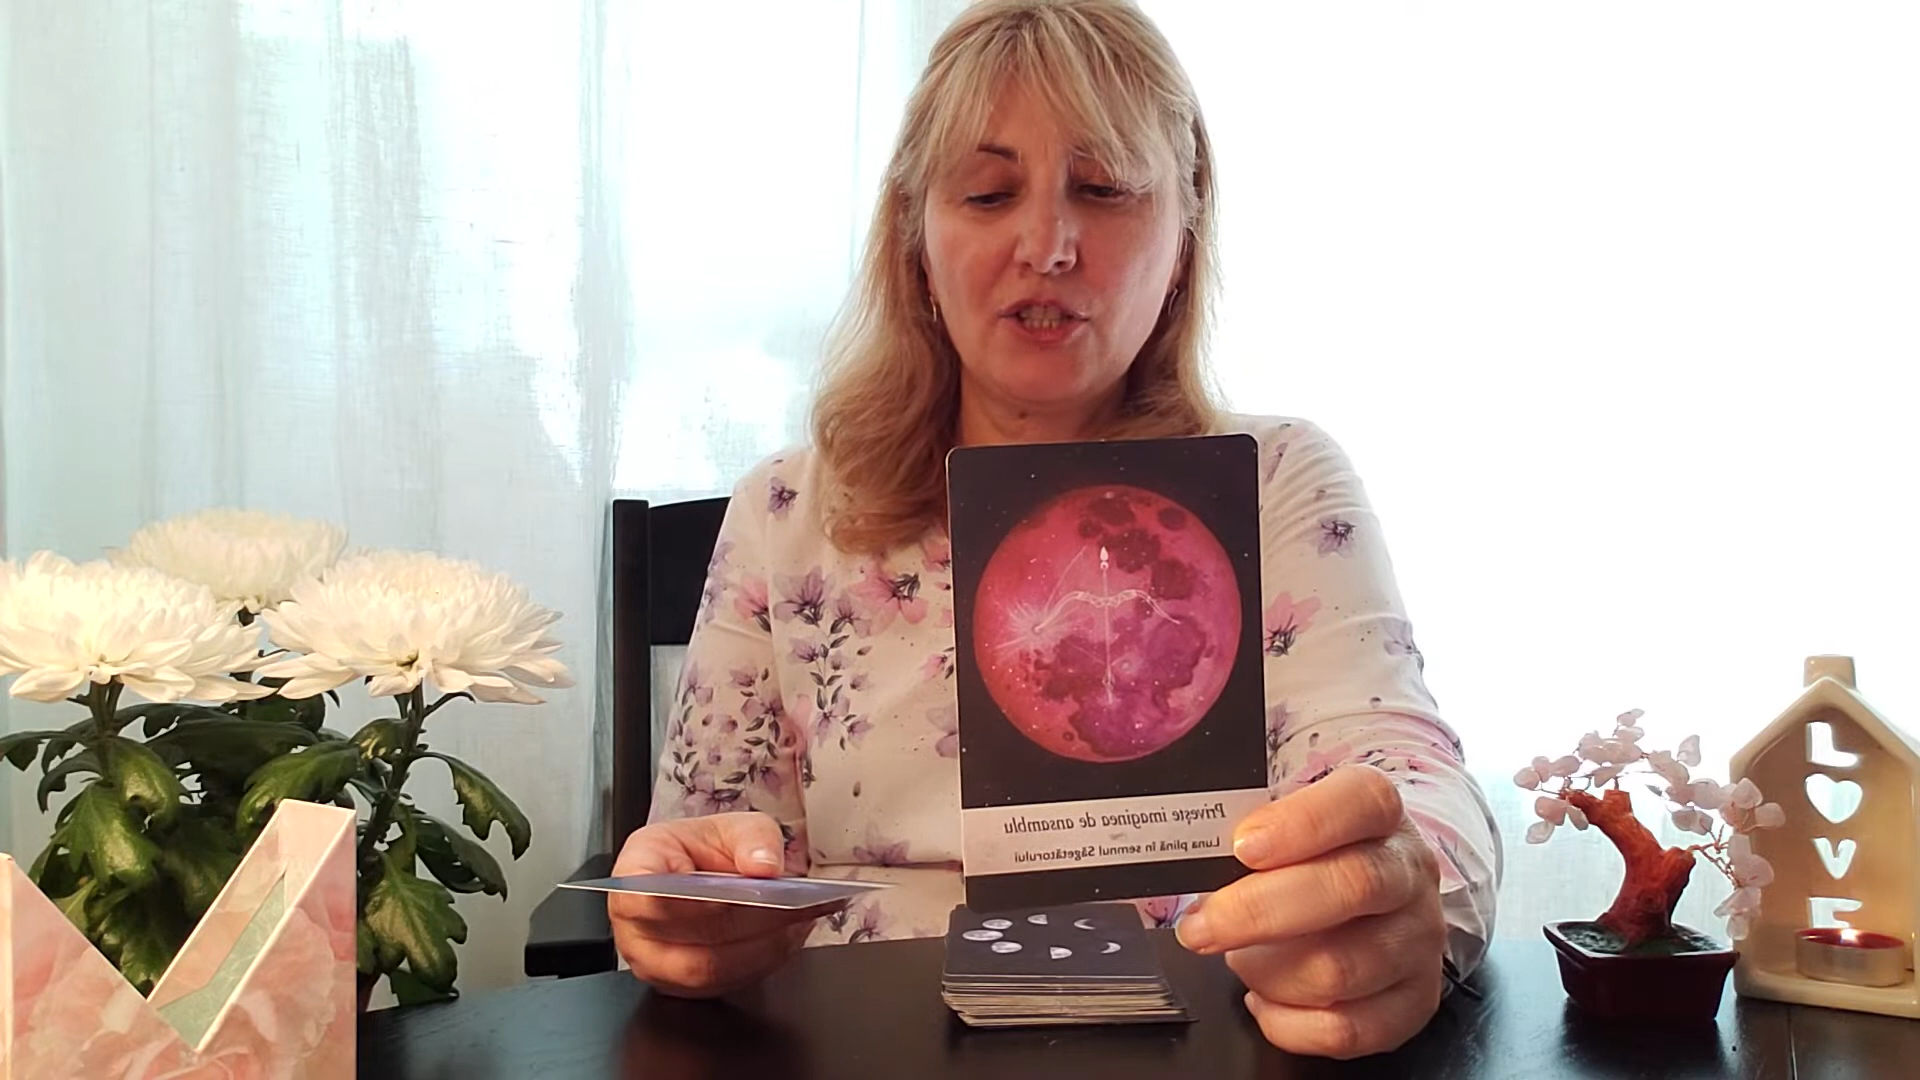 Privește imaginea de ansamblu
Luna plină în semnul Săgetătorului
M
L
V
E